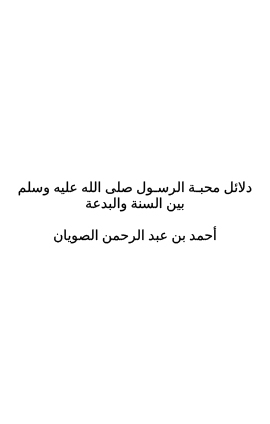 دلائل محبـة الرسـول صلى الله عليه وسلم
بين السنة والبدعة
أحمد بن عبد الرحمن الصويان